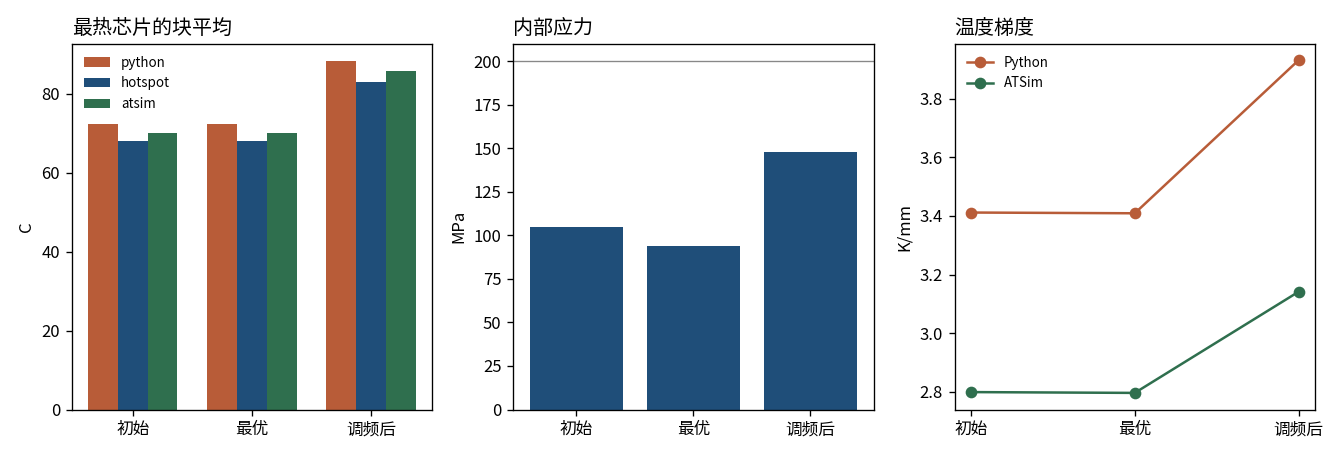 最热芯片的块平均
python
hotspot
atsim
C
80
60
40
20
0
初始 最优 调频后
内部应力
MPa
200
175
150
125
100
75
50
25
0
初始 最优 调频后
温度梯度
Python
ATSim
K/mm
3.8
3.6
3.4
3.2
3.0
2.8
初始 最优 调频后